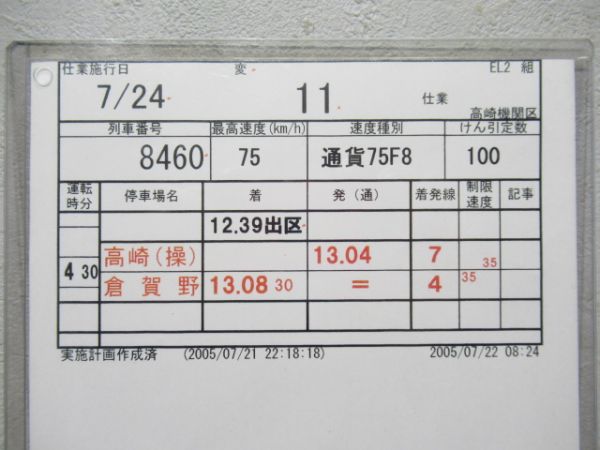 仕業施行日 変 EL2 組
7/24 11 仕業
高崎機関区
列車番号 最高速度(km/h) 速度種別 けん引定数
8460 75 通貨75F8 100
運転時分 停車場名 着 発(通) 着発線 制限速度 記事
12.39出区
高崎(操) 13.04 7 35
4 30
倉賀野 13.08 30 = 4 35
実施計画作成済 (2005/07/21 22:18:18) 2005/07/22 08:24